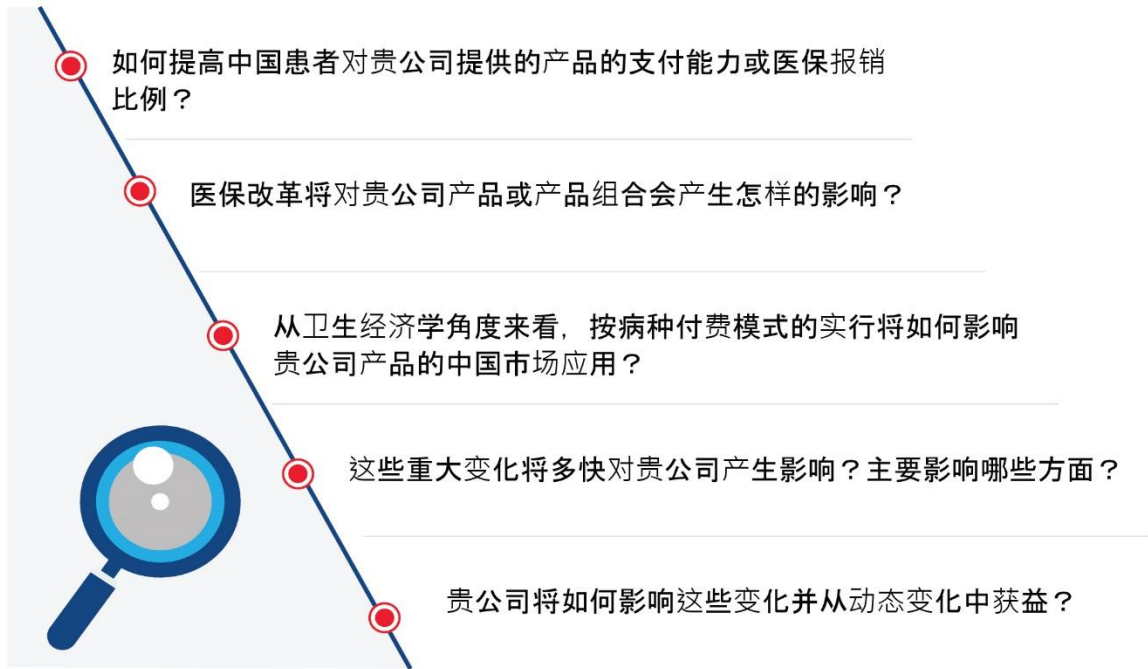 如何提高中国患者对贵公司提供的产品的支付能力或医保报销
比例？
医保改革将对贵公司产品或产品组合会产生怎样的影响？
从卫生经济学角度来看，按病种付费模式的实行将如何影响
贵公司产品的中国市场应用？
这些重大变化将多快对贵公司产生影响？主要影响哪些方面？
贵公司将如何影响这些变化并从动态变化中获益？